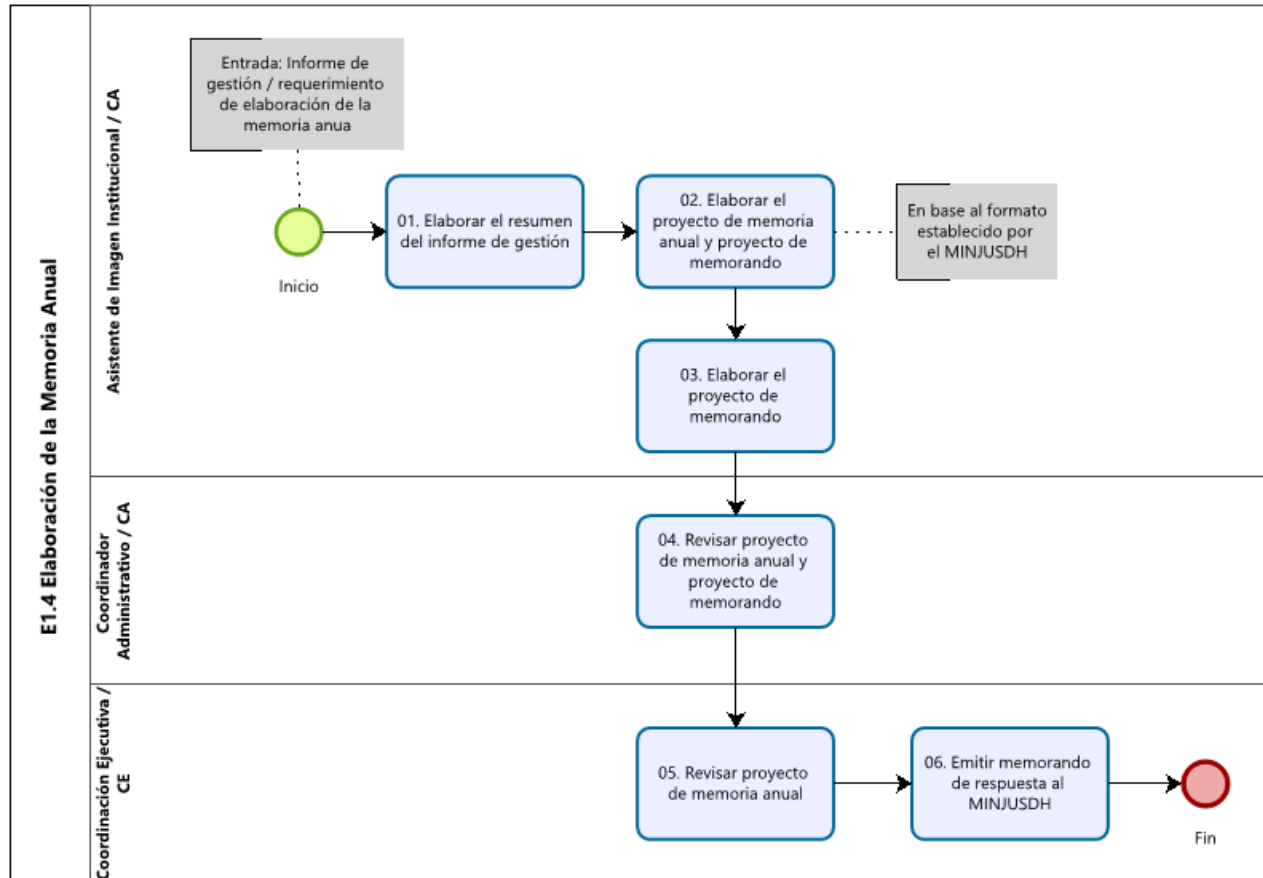 E1.4 Elaboración de la Memoria Anual
Asistente de Imagen Institucional / CA
Entrada: Informe de
gestión / requerimiento
de elaboración de la
memoria anua
Inicio
01. Elaborar el resumen
del informe de gestión
02. Elaborar el
proyecto de memoria
anual y proyecto de
memorando
En base al formato
establecido por
el MINJUSDH
03. Elaborar el
proyecto de
memorando
Coordinador
Administrativo / CA
04. Revisar proyecto
de memoria anual y
proyecto de
memorando
Coordinación Ejecutiva /
CE
05. Revisar proyecto
de memoria anual
06. Emitir memorando
de respuesta al
MINJUSDH
Fin